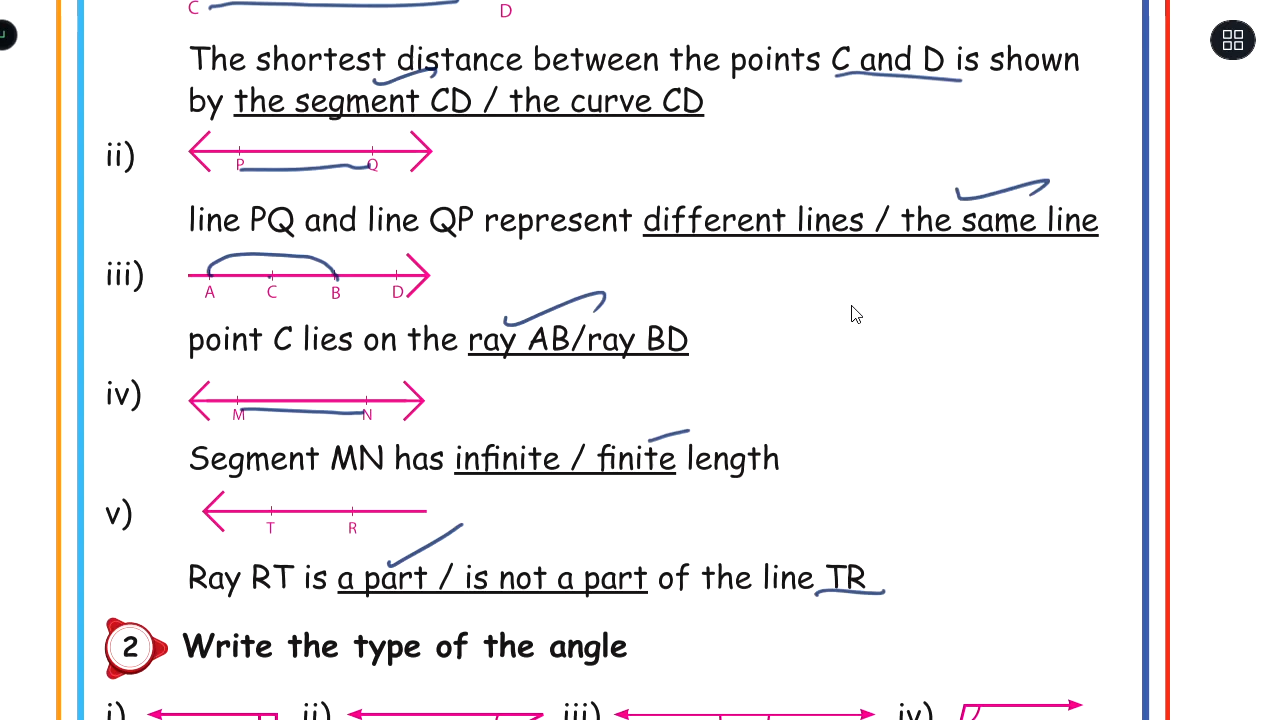 C D
The shortest distance between the points C and D is shown
by the segment CD / the curve CD
ii)
P Q
line PQ and line QP represent different lines / the same line
iii)
A C B D
point C lies on the ray AB/ray BD
iv)
M N
Segment MN has infinite / finite length
v)
T R
Ray RT is a part / is not a part of the line TR
2 Write the type of the angle
i) ii) iii) iv)